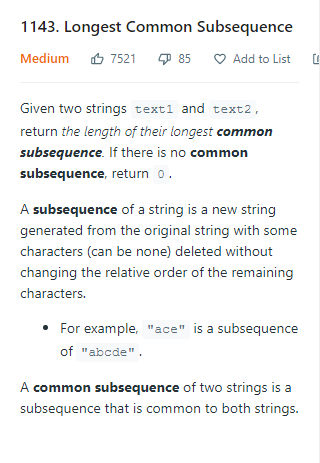 1143. Longest Common Subsequence
Medium 7521 85 Add to List
Given two strings text1 and text2,
return the length of their longest common
subsequence. If there is no common
subsequence, return 0.
A subsequence of a string is a new string
generated from the original string with some
characters (can be none) deleted without
changing the relative order of the remaining
characters.
• For example, "ace" is a subsequence
of "abcde".
A common subsequence of two strings is a
subsequence that is common to both strings.